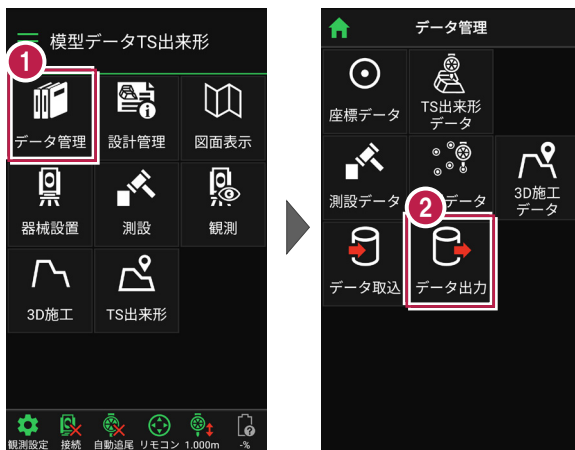 模型データTS出来形
1
データ管理
設計管理
図面表示
器械設置
測設
観測
3D施工
TS出来形
観測設定
接続
自動追尾
リモコン
1.000m
-%
データ管理
座標データ
TS出来形
データ
測設データ
データ
3D施工
データ
2
データ取込
データ出力